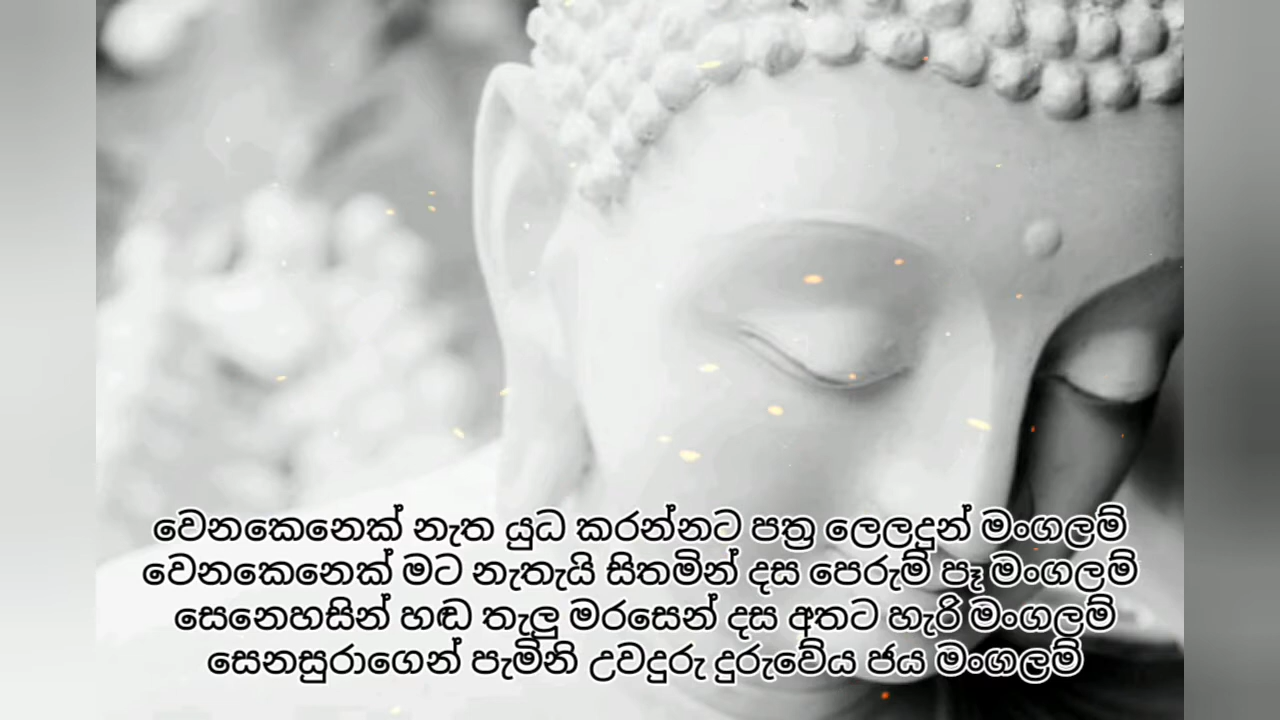 වෙනකෙනෙක් නැත යුධ කරන්නට පත්‍ර ලෙලදුන් මංගලම්
වෙනකෙනෙක් මට නැතැයි සිතමින් දස පෙරුම් පෑ මංගලම්
සෙනෙහසින් හඬ තැලූ මරසෙන් දස අතට හැරි මංගලම්
සෙනසුරාගෙන් පැමිනි උවදුරු දුරුවේය ජය මංගලම්